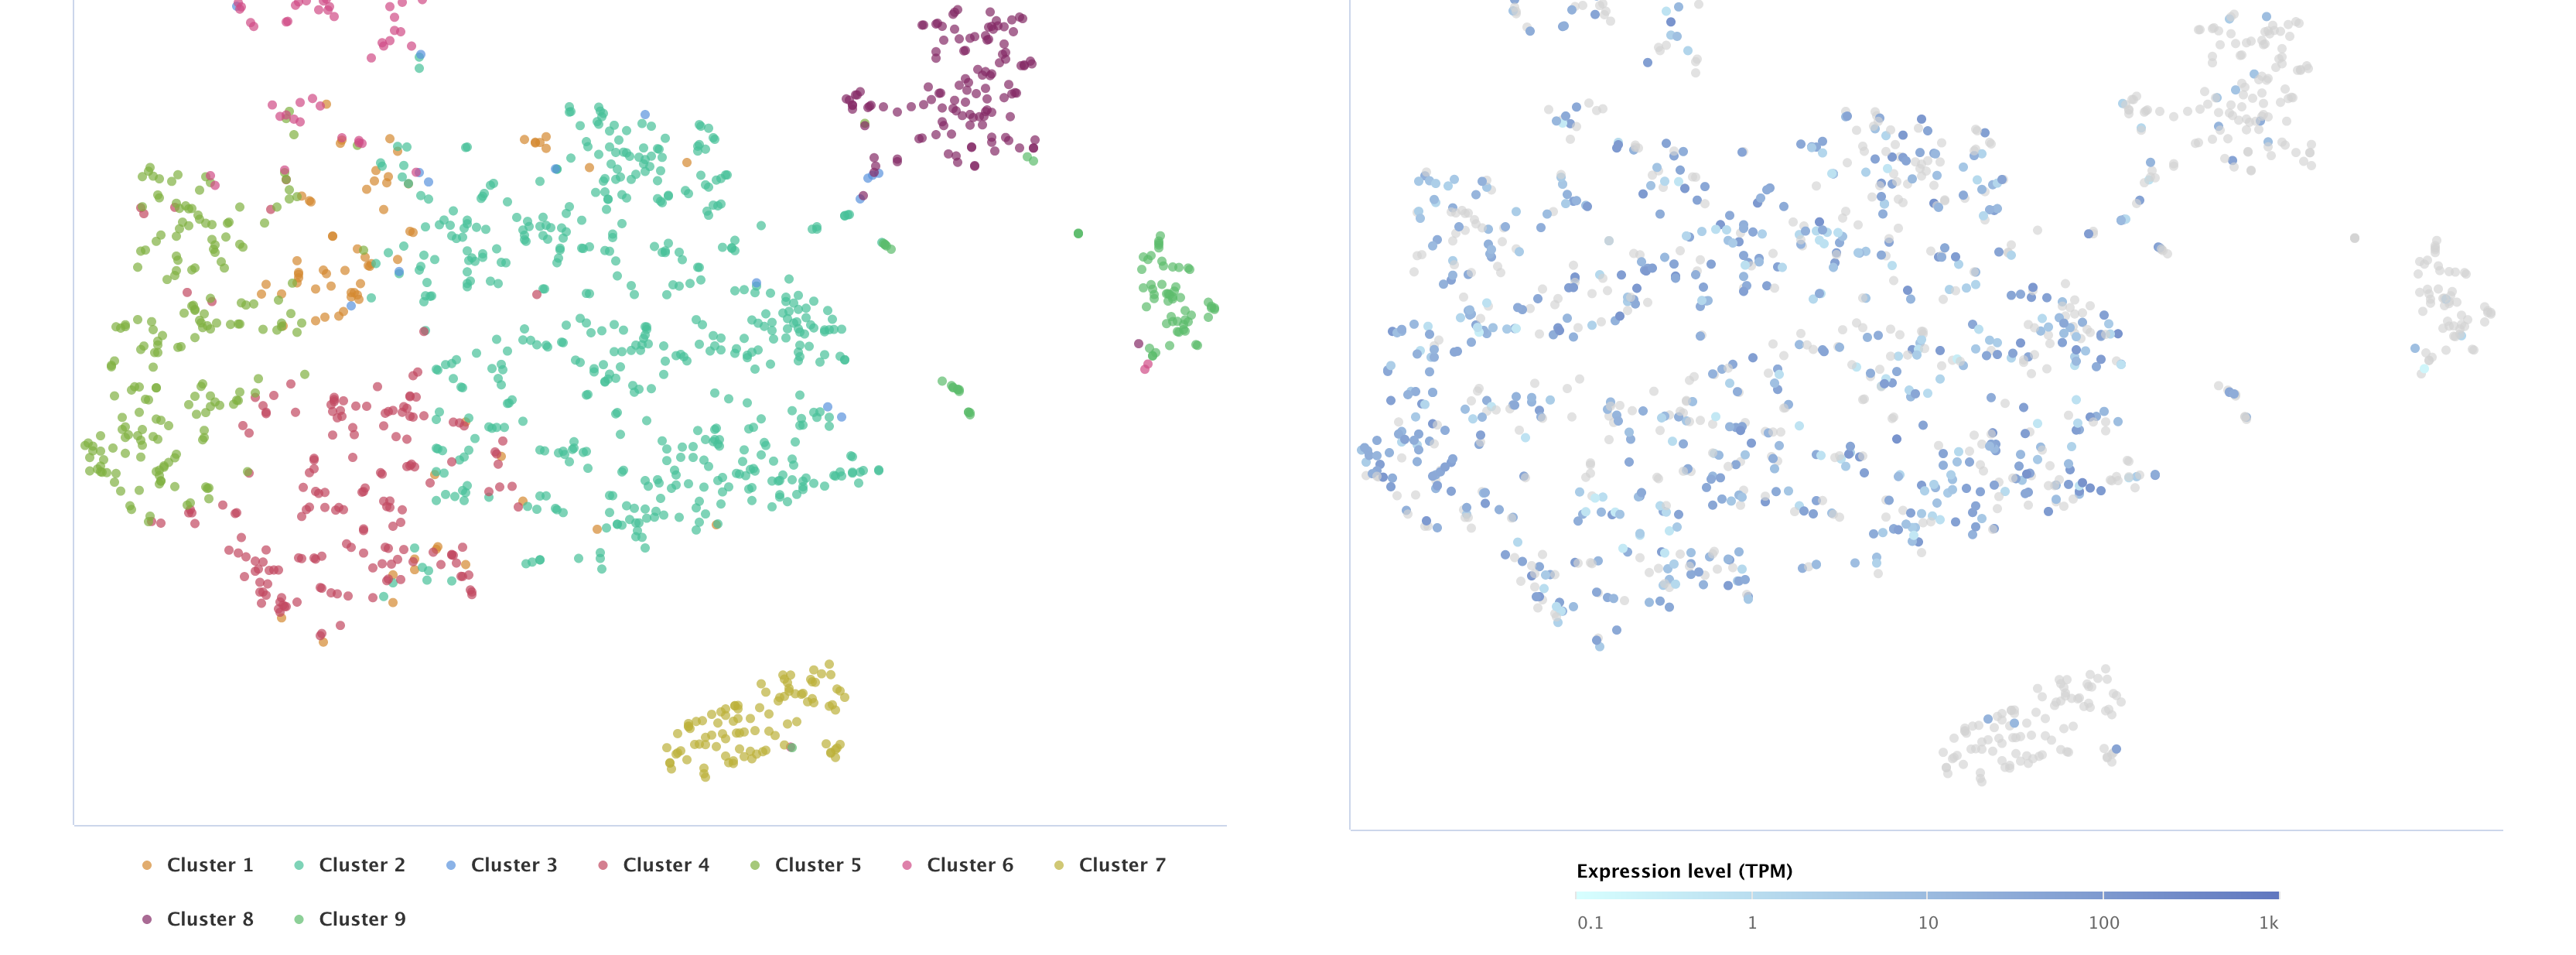 Cluster 1 Cluster 2 Cluster 3 Cluster 4 Cluster 5 Cluster 6 Cluster 7
Cluster 8 Cluster 9
Expression level (TPM)
0.1 1 10 100 1k